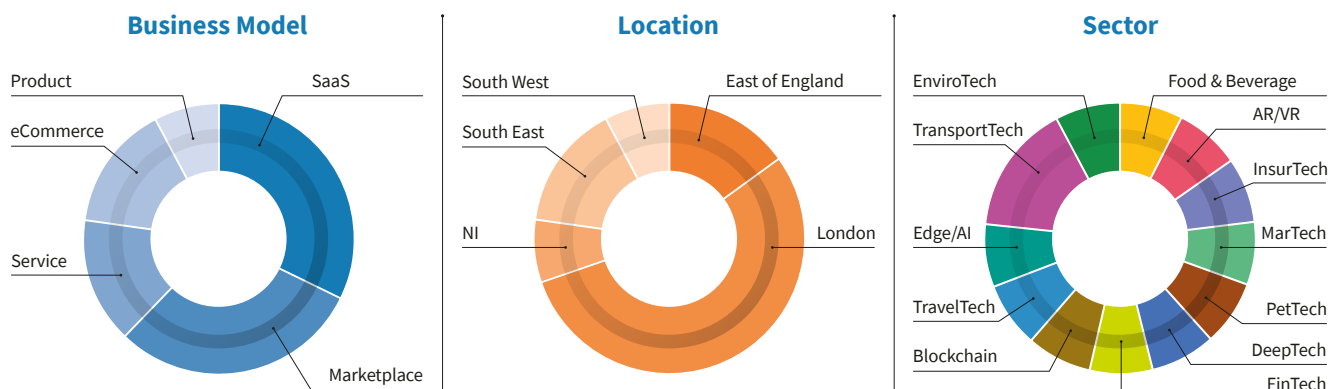 Business Model
Product
SaaS
eCommerce
Service
Marketplace
Location
South West
East of England
South East
NI
London
Sector
EnviroTech
Food & Beverage
TransportTech
AR/VR
InsurTech
Edge/AI
MarTech
TravelTech
PetTech
Blockchain
DeepTech
FinTech